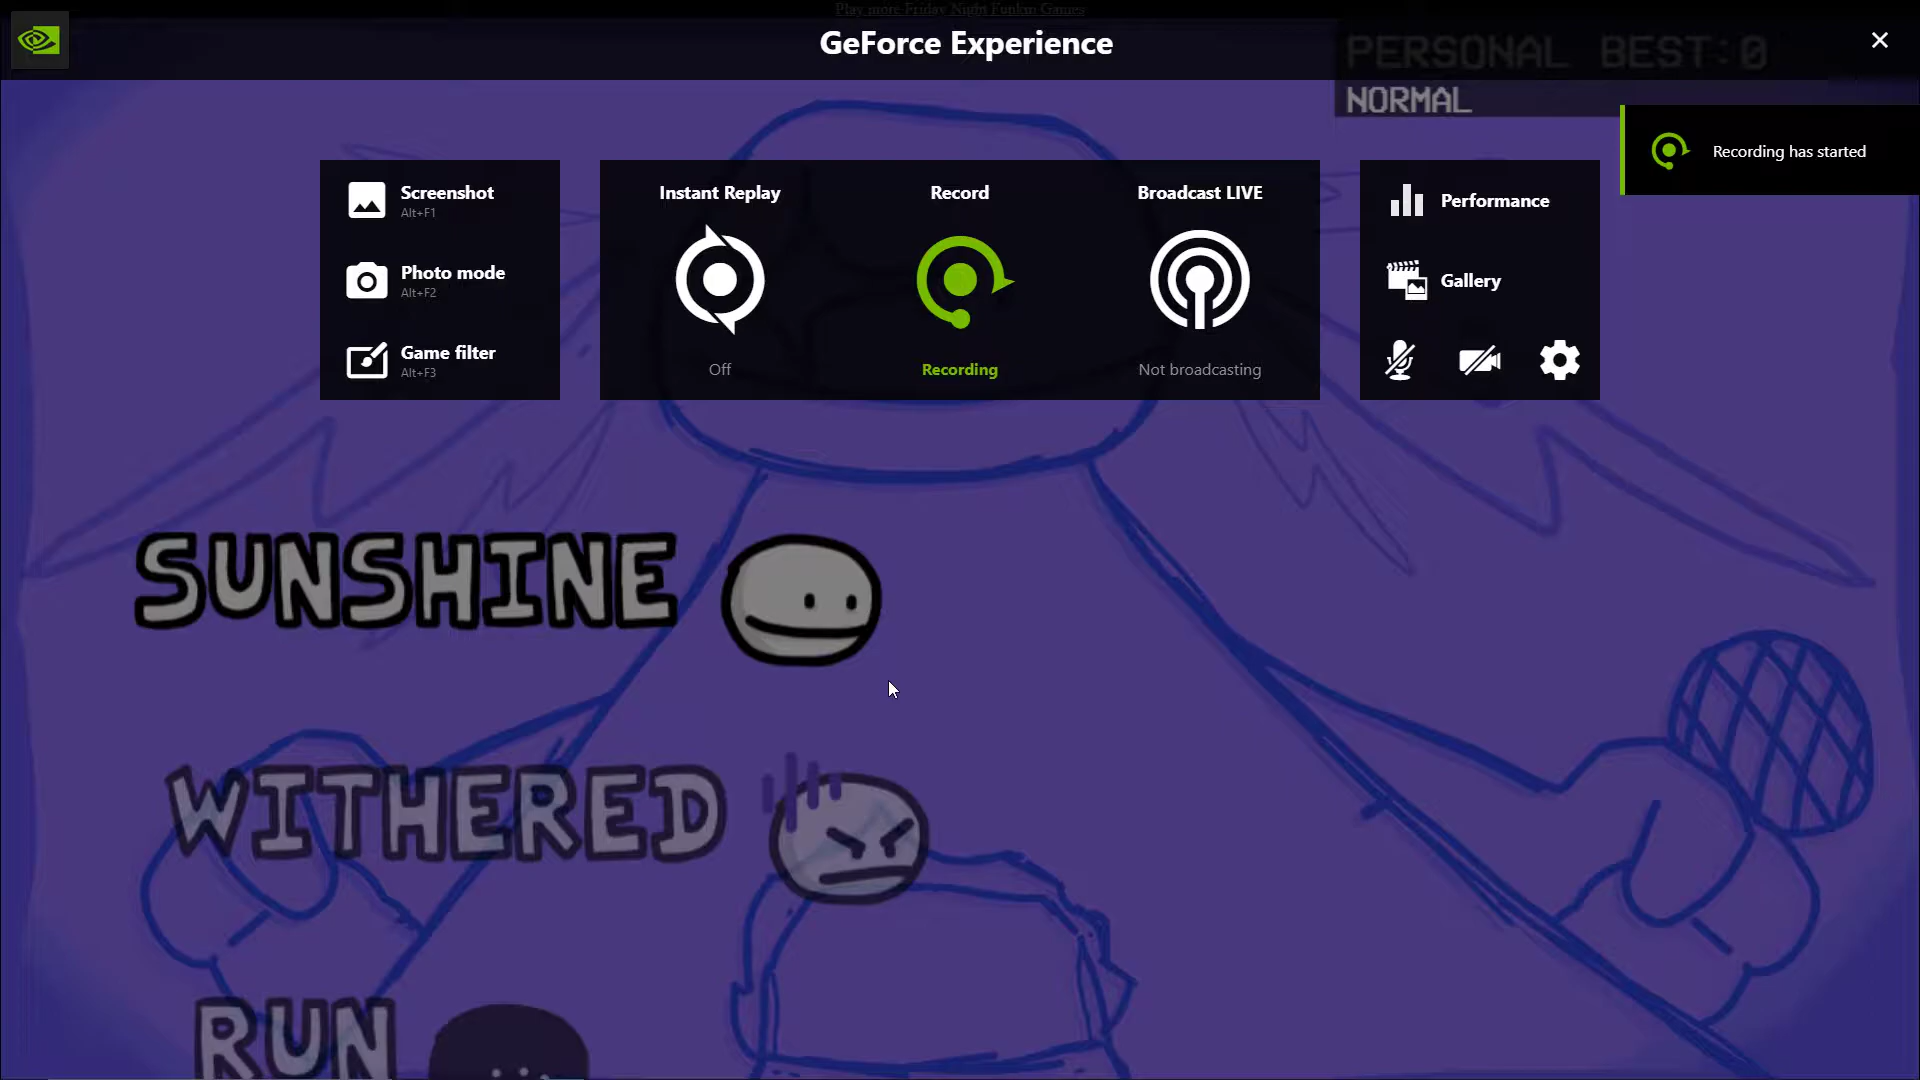 Play more Friday Night Funkin Games
GeForce Experience
PERSONAL BEST:0
NORMAL
Recording has started
Screenshot
Alt+F1
Photo mode
Alt+F2
Game filter
Alt+F3
Instant Replay
Off
Record
Recording
Broadcast LIVE
Not broadcasting
Performance
Gallery
SUNSHINE
WITHERED
RUN